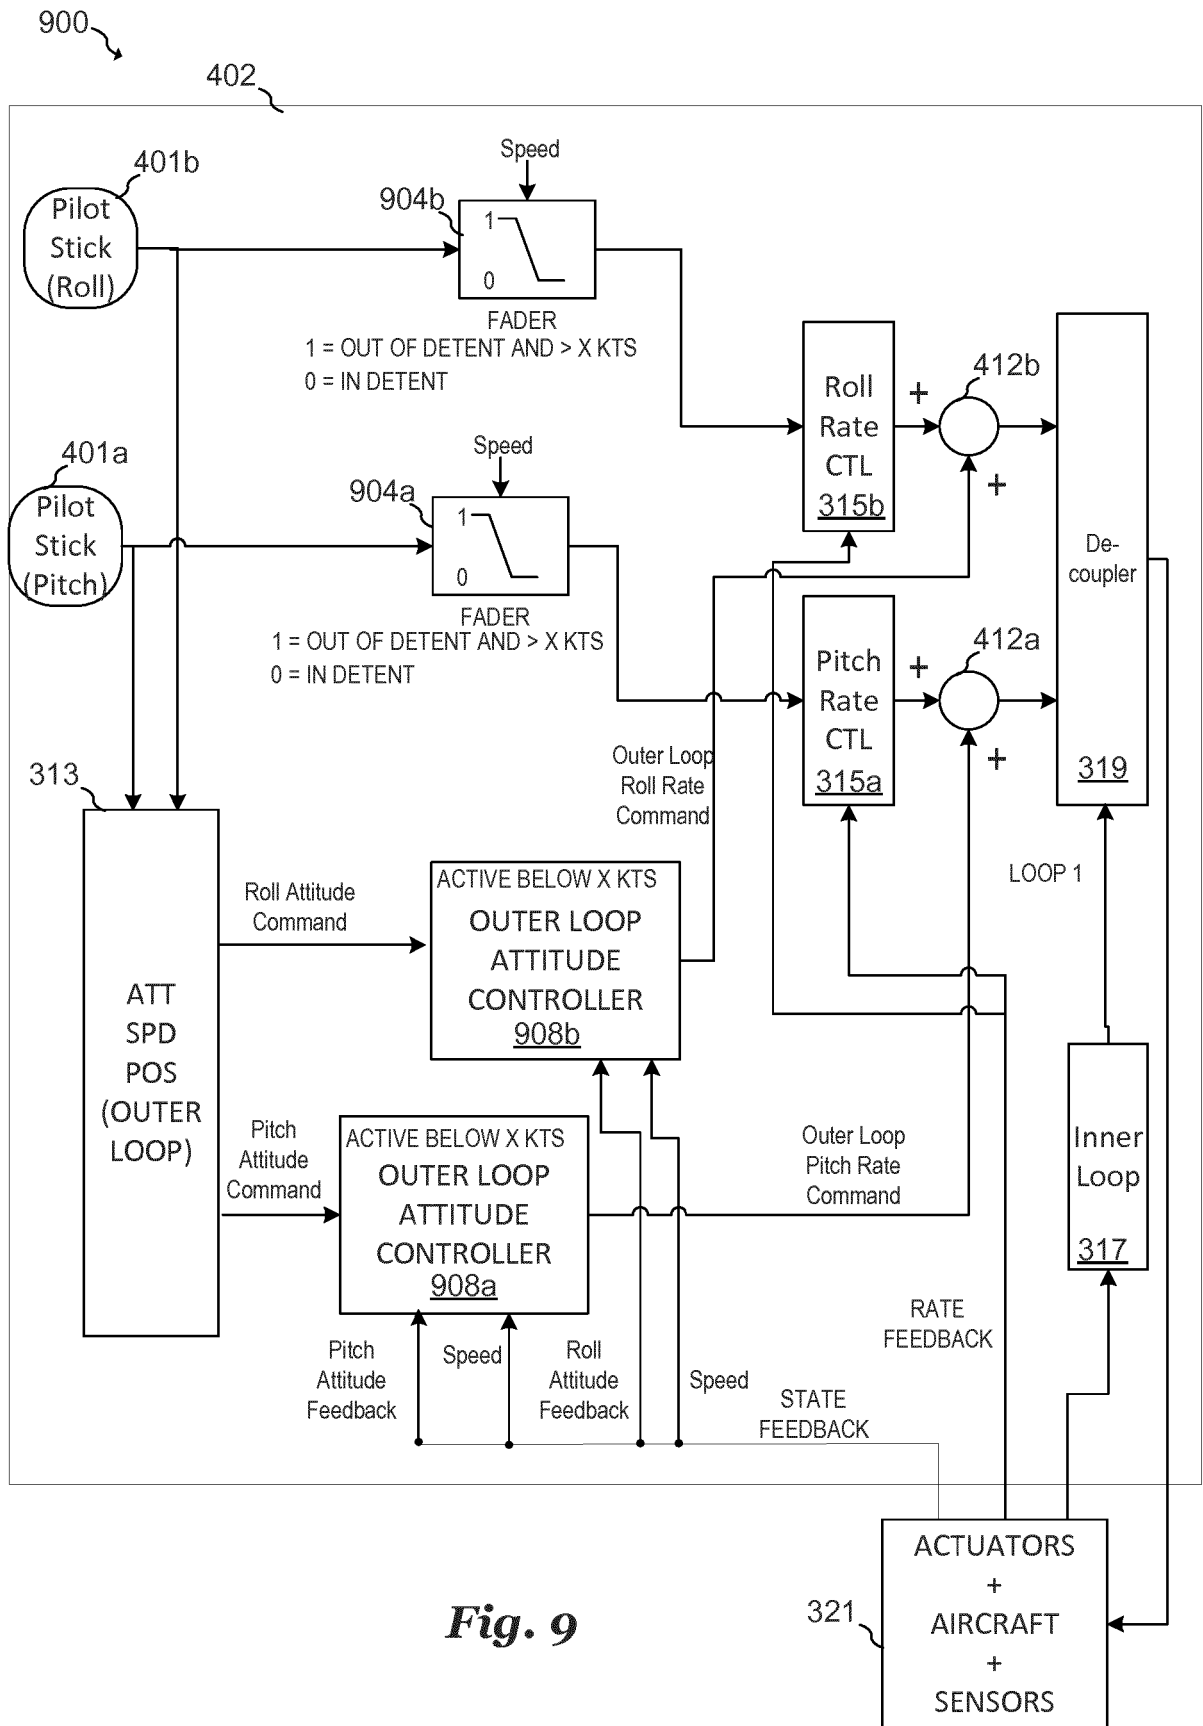 900
402
401b
Pilot
Stick
(Roll)
Speed
904b
1
0
FADER
1 = OUT OF DETENT AND > X KTS
0 = IN DETENT
401a
Pilot
Stick
(Pitch)
Speed
904a
1
0
FADER
1 = OUT OF DETENT AND > X KTS
0 = IN DETENT
Roll
Rate
CTL
315b
+
412b
+
Pitch
Rate
CTL
315a
+
412a
+
De-
coupler
319
Outer Loop
Roll Rate
Command
313
ATT
SPD
POS
(OUTER
LOOP)
Roll Attitude
Command
ACTIVE BELOW X KTS
OUTER LOOP
ATTITUDE
CONTROLLER
908b
LOOP 1
Pitch
Attitude
Command
ACTIVE BELOW X KTS
OUTER LOOP
ATTITUDE
CONTROLLER
908a
Outer Loop
Pitch Rate
Command
Inner
Loop
317
Pitch
Attitude
Feedback
Speed
Roll
Attitude
Feedback
Speed
RATE
FEEDBACK
STATE
FEEDBACK
321
ACTUATORS
+
AIRCRAFT
+
SENSORS
Fig. 9